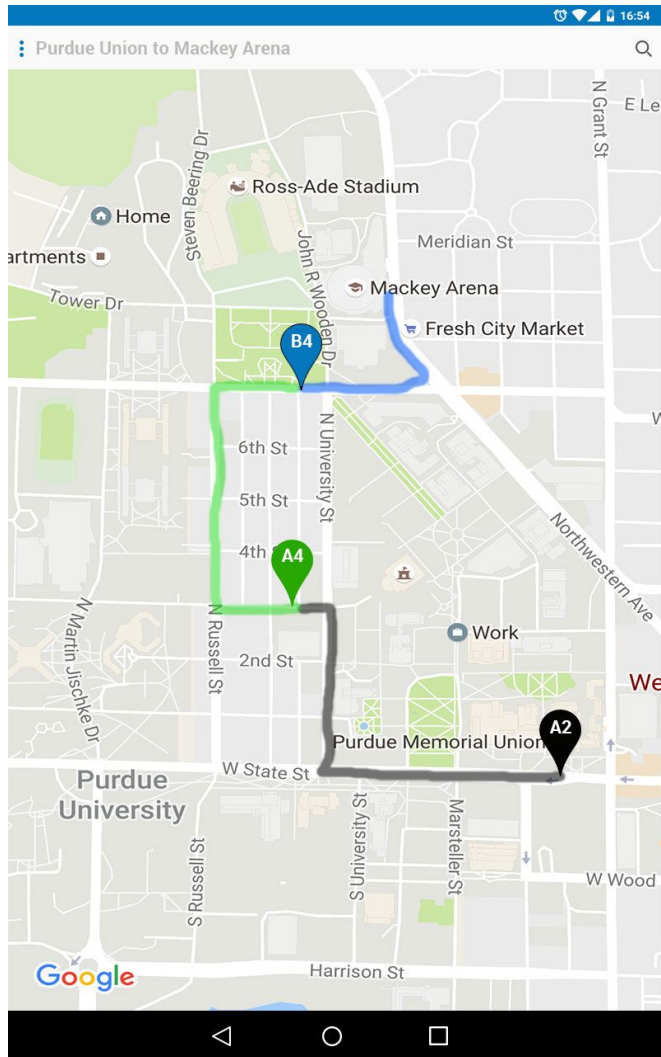 16:54
Purdue Union to Mackey Arena
N Grant St
E Le
Steven Beering Dr
Ross-Ade Stadium
Home
John R Wooden Dr
Meridian St
artments
Mackey Arena
Tower Dr
Fresh City Market
B4
W
N University St
6th St
5th St
4th S
A4
Northwestern Ave
N Martin Jischke Dr
N Russell St
Work
2nd St
We
A2
Purdue Memorial Union
W State St
Purdue
University
S University St
Marsteller St
S Russell St
W Wood
Google
Harrison St